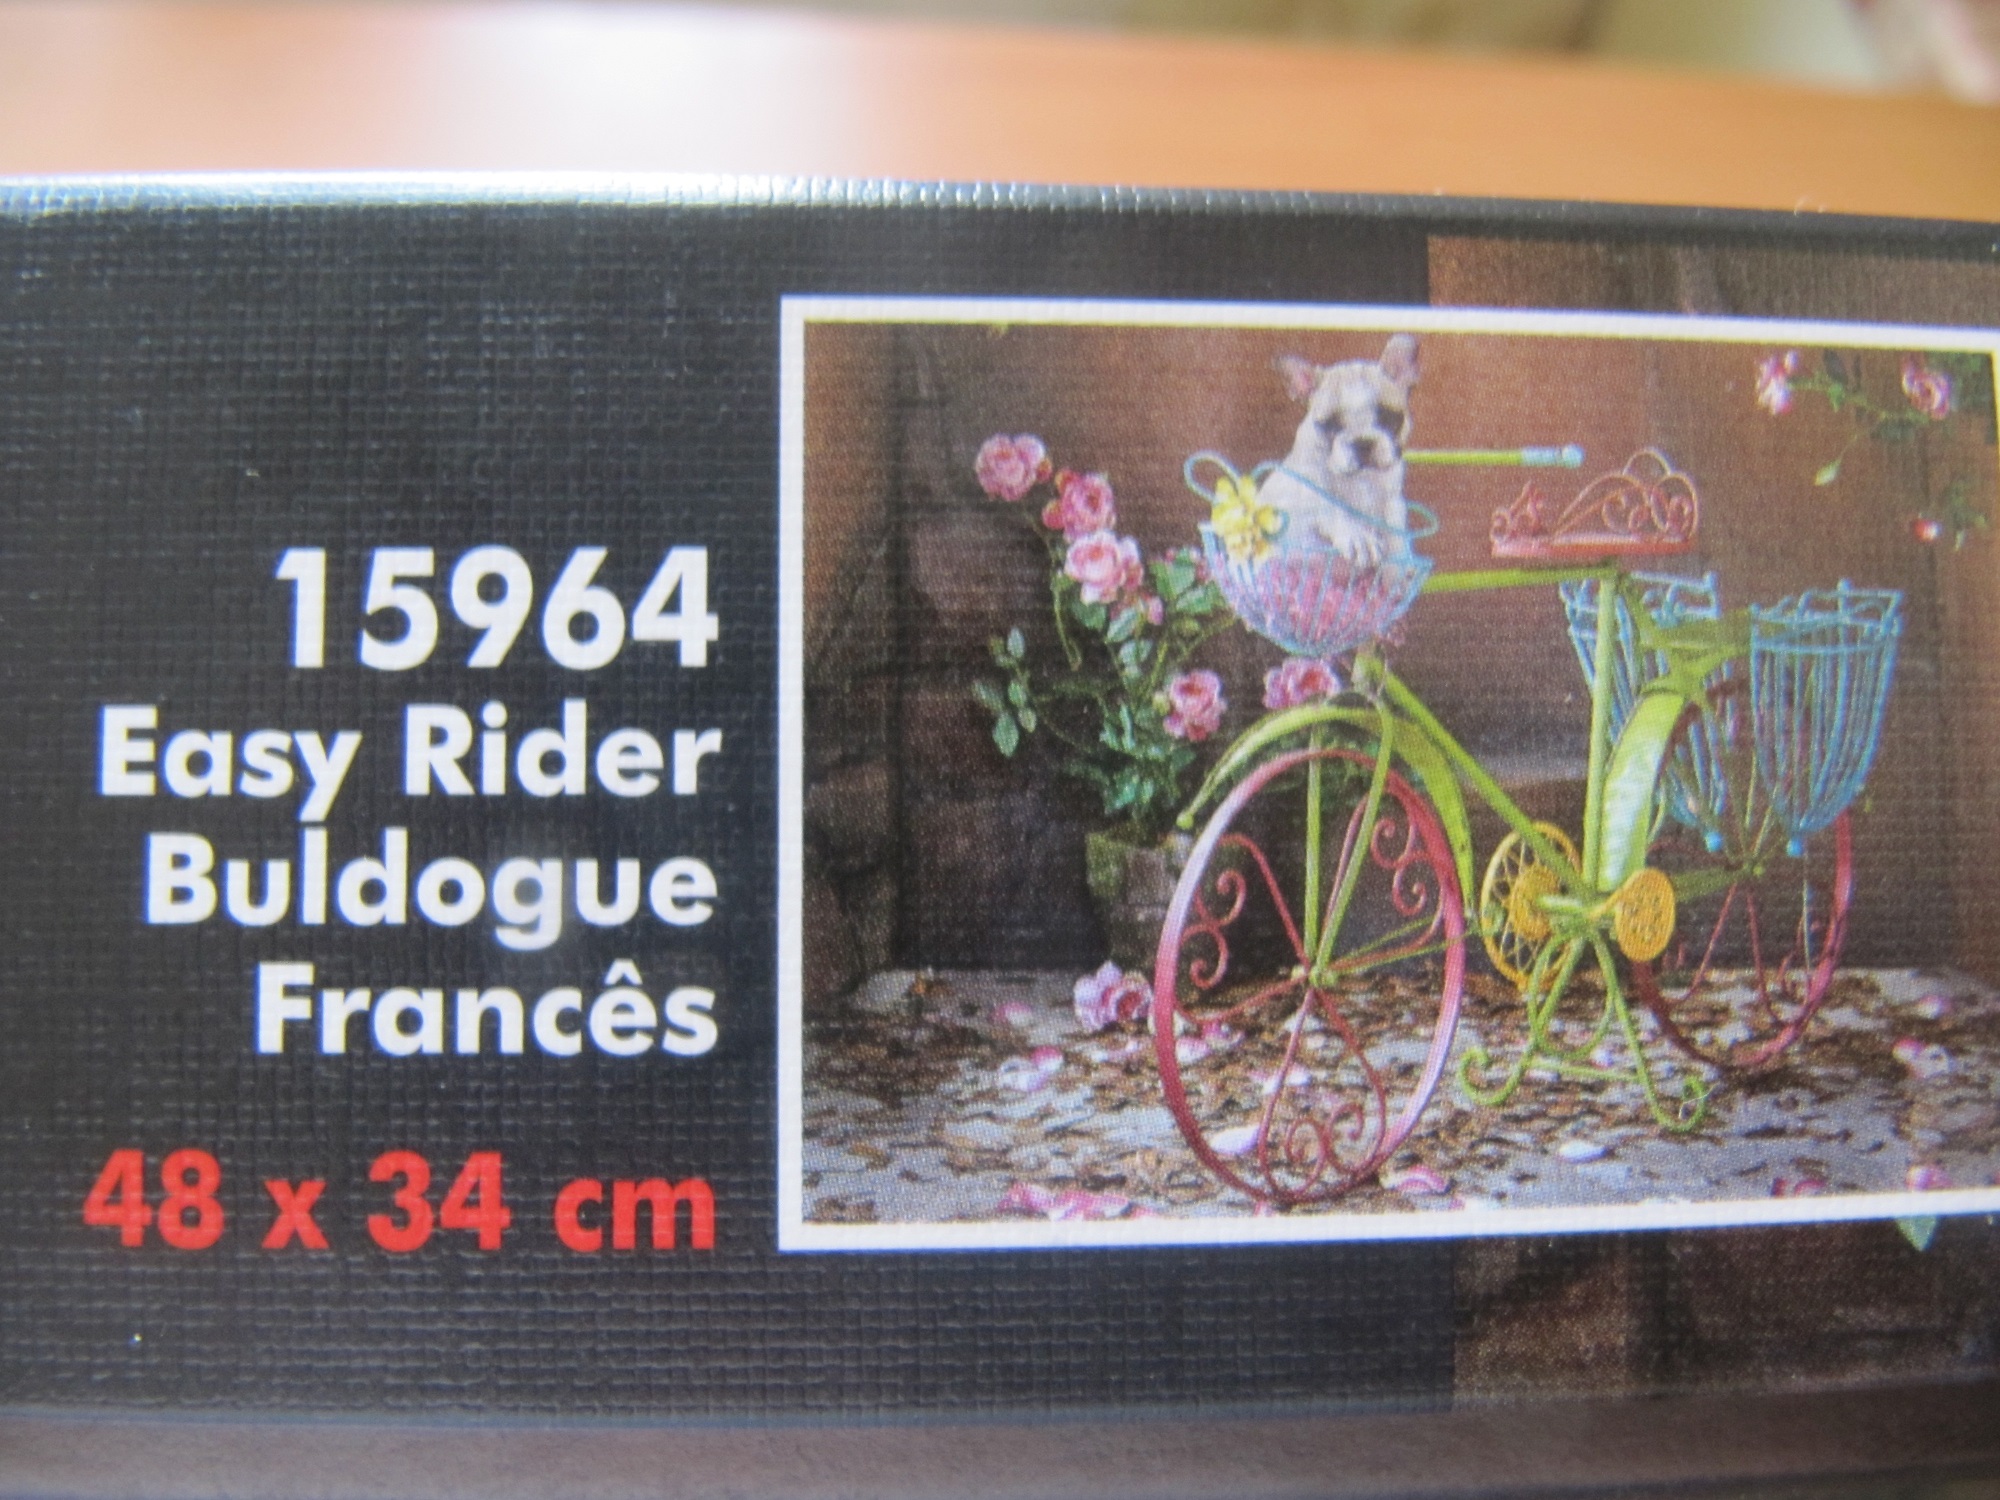 15964
Easy Rider
Buldogue
Francês
48 x 34 cm